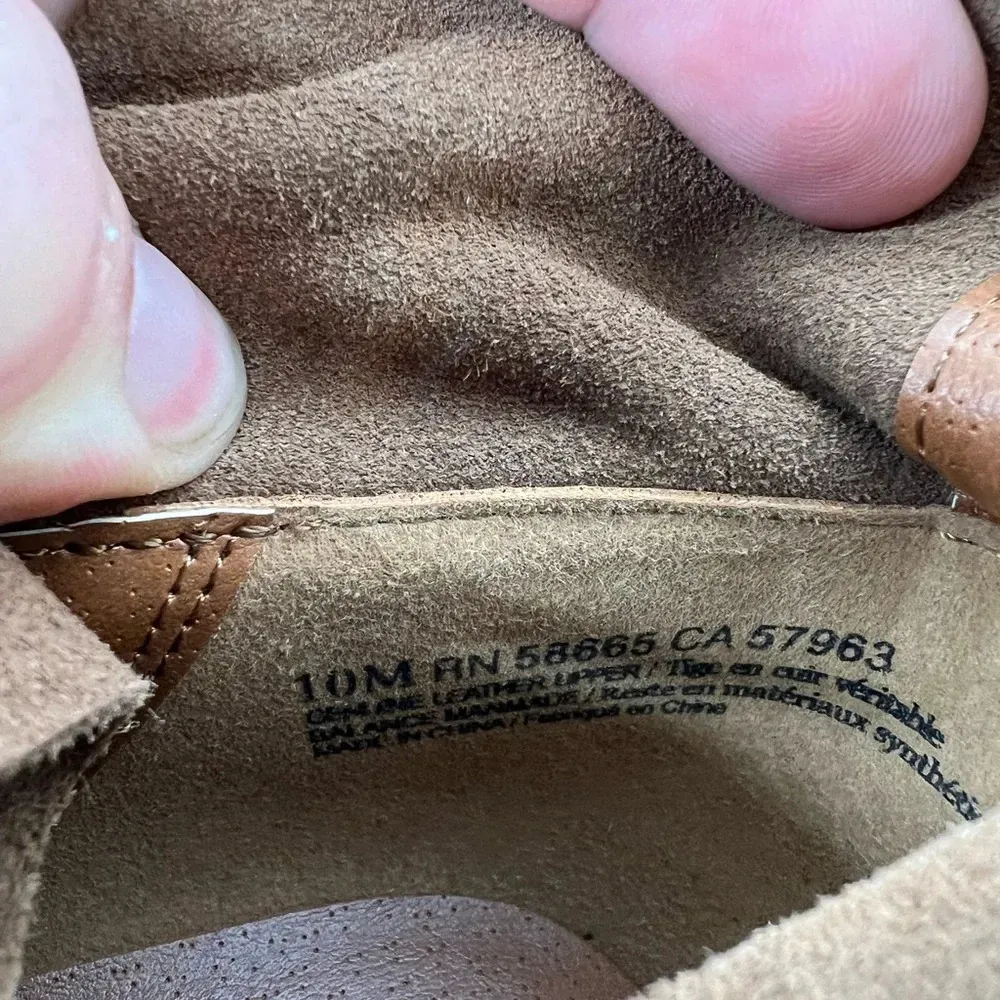 10M RN 58665 CA 57963
GENUINE LEATHER UPPER / Tige en cuir véritable
BALANCE MANMADE / Reste en matériaux synthéti
MADE IN CHINA / Fabriqué en Chine